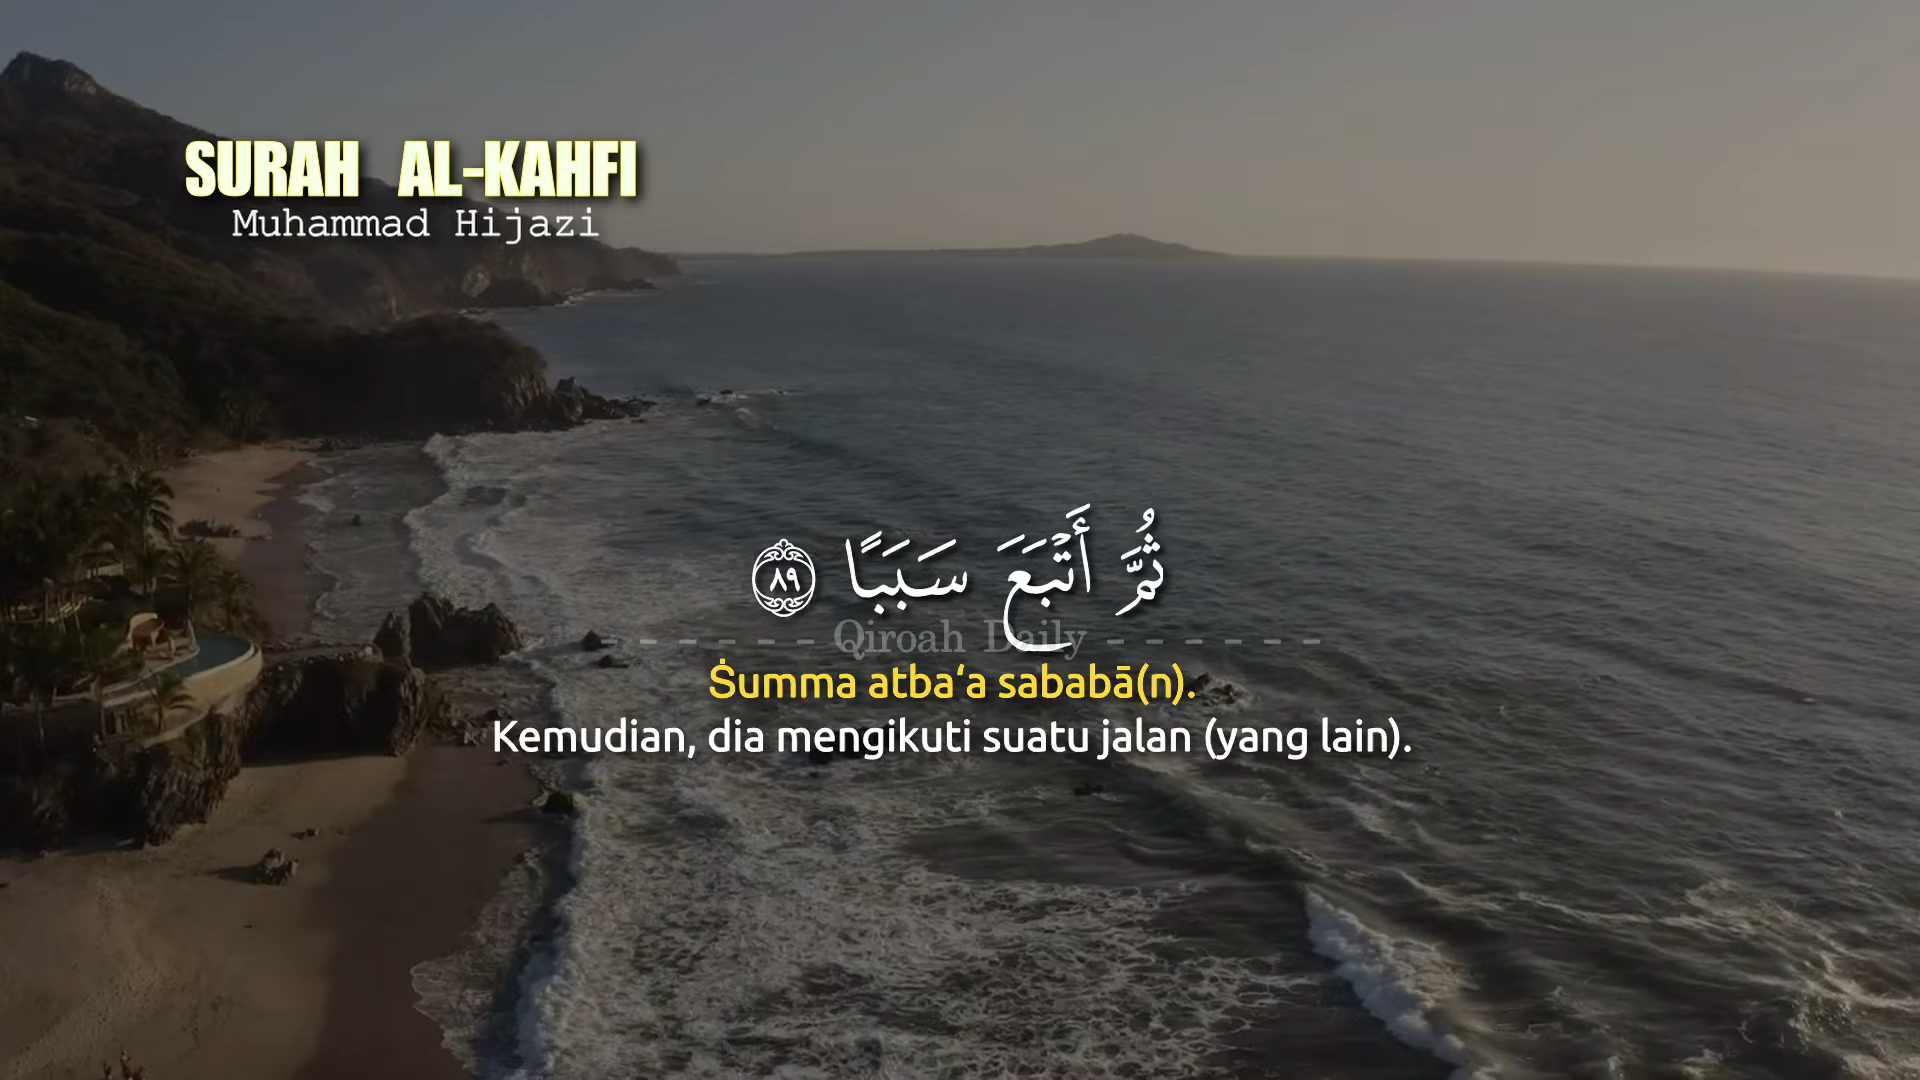 SURAH AL-KAHFI
Muhammad Hijazi
ثُمَّ أَتْبَعَ سَبَبًا ٨٩
Qiroah Daily
Ṡumma atba‘a sababā(n).
Kemudian, dia mengikuti suatu jalan (yang lain).